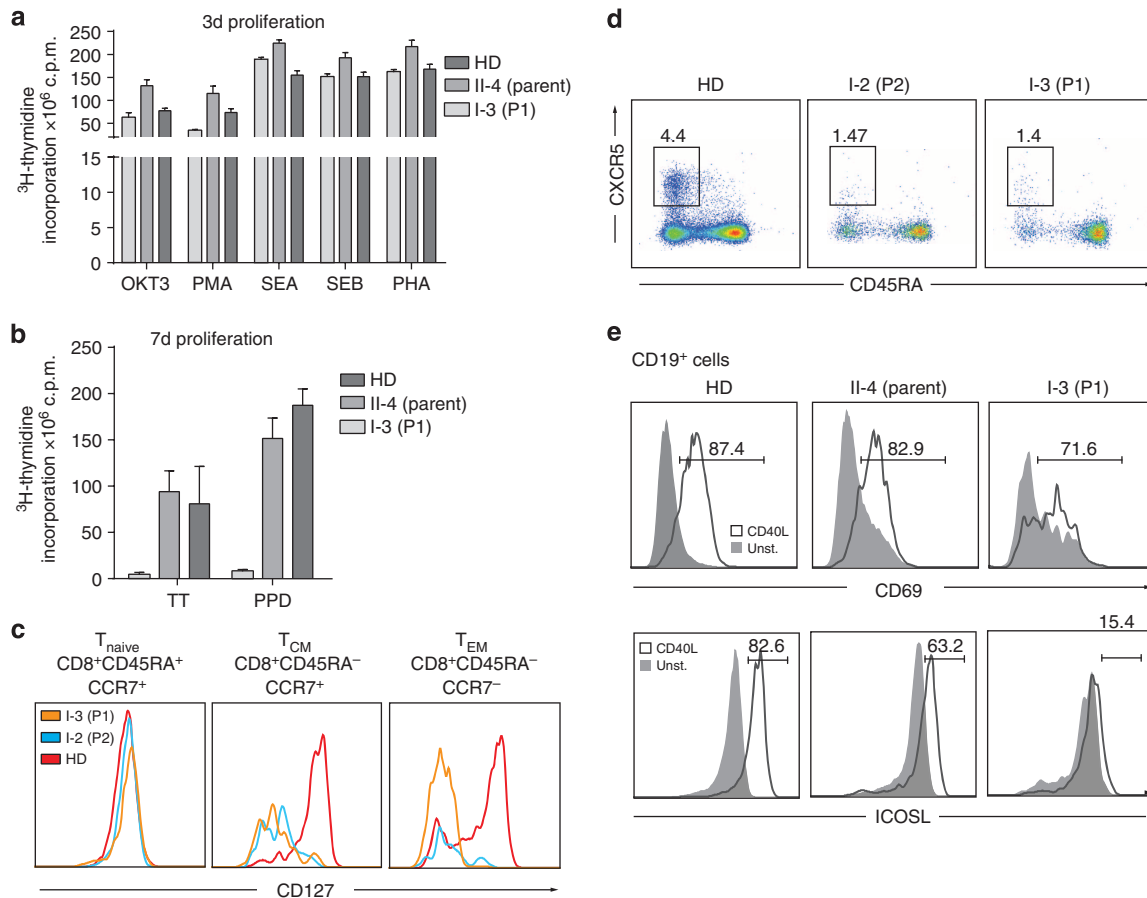 a
3d proliferation
³H-thymidine
incorporation ×10⁶ c.p.m.
250
200
150
100
50
15
10
5
0
OKT3 PMA SEA SEB PHA
HD
II-4 (parent)
I-3 (P1)
b
7d proliferation
³H-thymidine
incorporation ×10⁶ c.p.m.
250
200
150
100
50
0
TT PPD
HD
II-4 (parent)
I-3 (P1)
c
T_naive
CD8⁺CD45RA⁺
CCR7⁺
T_CM
CD8⁺CD45RA⁻
CCR7⁺
T_EM
CD8⁺CD45RA⁻
CCR7⁻
I-3 (P1)
I-2 (P2)
HD
CD127
d
HD I-2 (P2) I-3 (P1)
CXCR5
4.4 1.47 1.4
CD45RA
e
CD19⁺ cells
HD II-4 (parent) I-3 (P1)
87.4 82.9 71.6
CD40L
Unst.
CD69
82.6 63.2 15.4
CD40L
Unst.
ICOSL